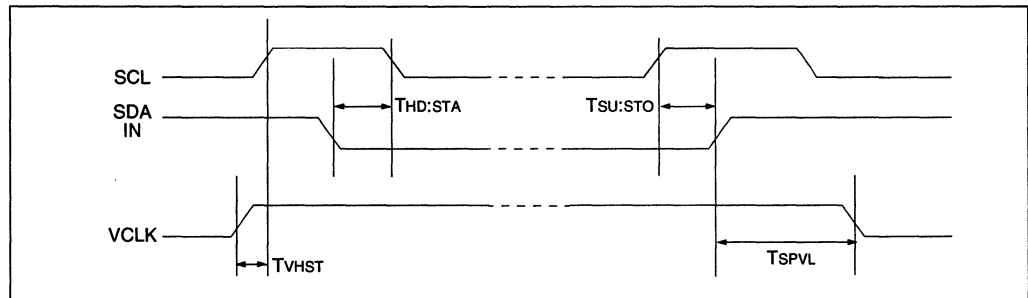 SCL
THD:STA
TSU:STO
SDA
IN
VCLK
TVHST
TSPVL